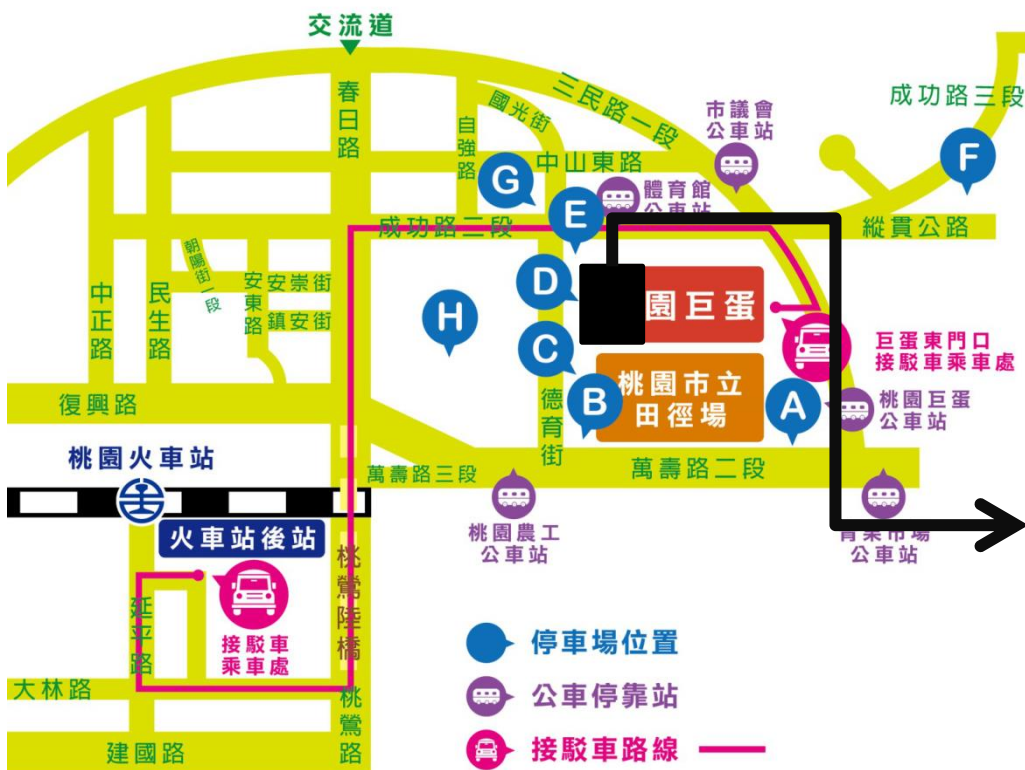 交流道
春日路
自強路
國光街
三民路一段
中山東路
市議會
公車站
成功路三段
F
G
體育館
公車站
E
成功路二段
縱貫公路
朝陽街一段
安東路
安崇街
鎮安街
中正路
民生路
D
園巨蛋
H
C
巨蛋東門口
接駁車乘車處
桃園市立
田徑場
B
A
桃園巨蛋
公車站
復興路
德育街
桃園火車站
萬壽路三段
萬壽路二段
火車站後站
桃園農工
公車站
公車站
桃鶯陸橋
延平路
接駁車
乘車處
停車場位置
大林路
公車停靠站
桃鶯路
建國路
接駁車路線